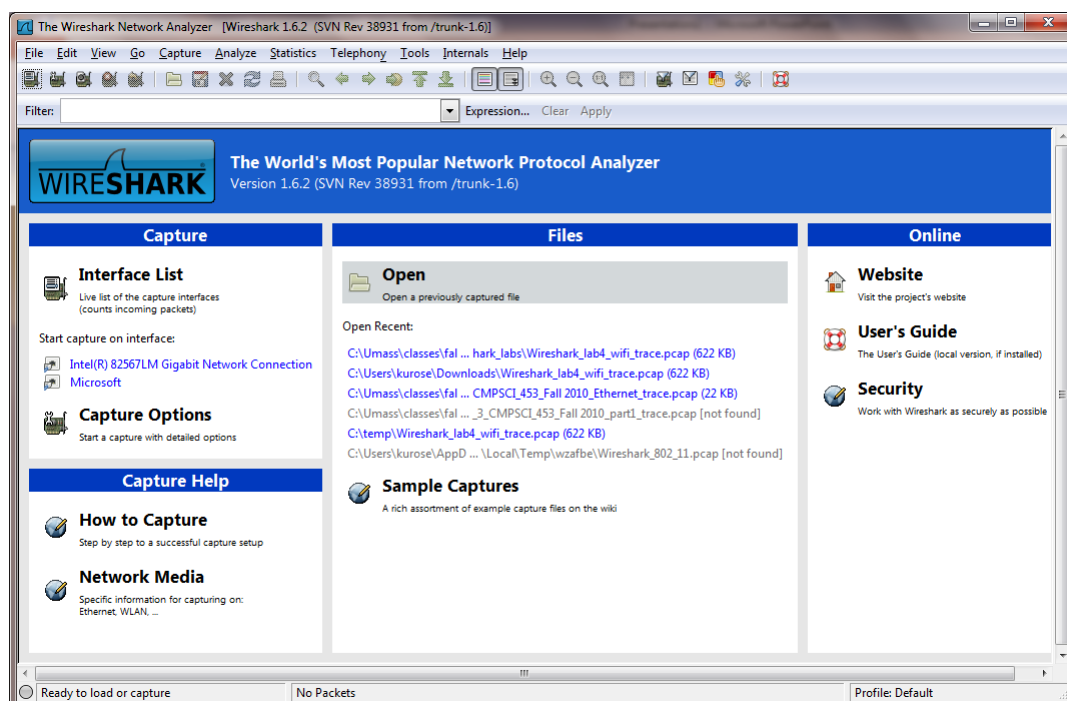 The Wireshark Network Analyzer [Wireshark 1.6.2 (SVN Rev 38931 from /trunk-1.6)]
File Edit View Go Capture Analyze Statistics Telephony Tools Internals Help
Filter: Expression... Clear Apply
WIRESHARK
The World's Most Popular Network Protocol Analyzer
Version 1.6.2 (SVN Rev 38931 from /trunk-1.6)
Capture
Interface List
Live list of the capture interfaces
(counts incoming packets)
Start capture on interface:
Intel(R) 82567LM Gigabit Network Connection
Microsoft
Capture Options
Start a capture with detailed options
Capture Help
How to Capture
Step by step to a successful capture setup
Network Media
Specific information for capturing on:
Ethernet, WLAN, ...
Files
Open
Open a previously captured file
Open Recent:
C:\Umass\classes\fal ... hark_labs\Wireshark_lab4_wifi_trace.pcap (622 KB)
C:\Users\kurose\Downloads\Wireshark_lab4_wifi_trace.pcap (622 KB)
C:\Umass\classes\fal ... CMPSCI_453_Fall 2010_Ethernet_trace.pcap (22 KB)
C:\Umass\classes\fal ... _3_CMPSCI_453_Fall 2010_part1_trace.pcap [not found]
C:\temp\Wireshark_lab4_wifi_trace.pcap (622 KB)
C:\Users\kurose\AppD ... \Local\Temp\wzafbe\Wireshark_802_11.pcap [not found]
Sample Captures
A rich assortment of example capture files on the wiki
Online
Website
Visit the project's website
User's Guide
The User's Guide (local version, if installed)
Security
Work with Wireshark as securely as possible
Ready to load or capture
No Packets
Profile: Default